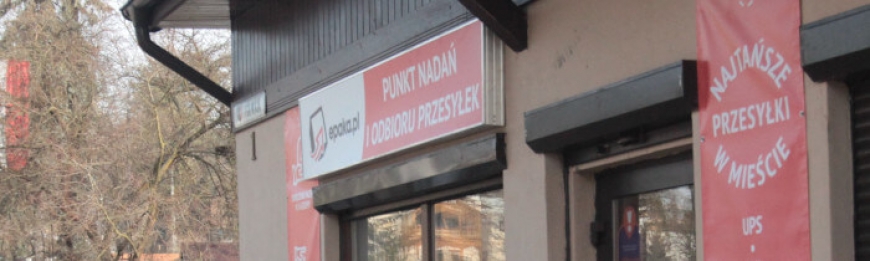 epaka.pl
PUNKT NADAŃ
I ODBIORU PRZESYŁEK
NAJTAŃSZE
PRZESYŁKI
W MIEŚCIE
UPS